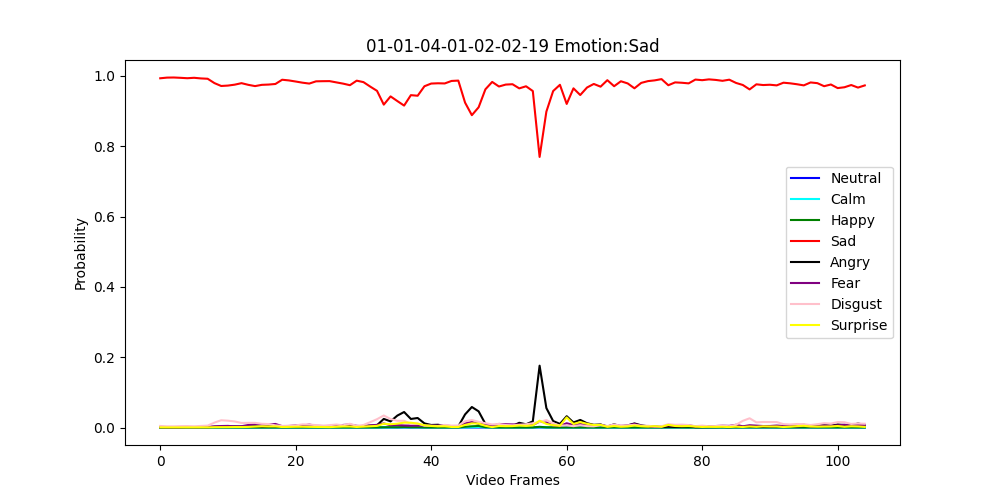 01-01-04-01-02-02-19 Emotion:Sad
1.0
0.8
0.6
0.4
0.2
0.0
Probability
Neutral
Calm
Happy
Sad
Angry
Fear
Disgust
Surprise
0 20 40 60 80 100
Video Frames